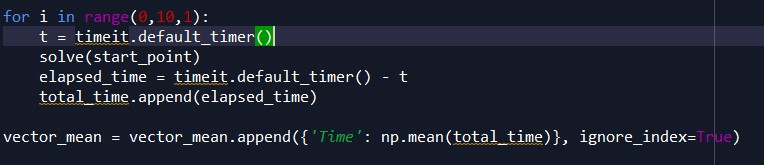 for i in range(0,10,1):
    t = timeit.default_timer()
    solve(start_point)
    elapsed_time = timeit.default_timer() - t
    total_time.append(elapsed_time)
vector_mean = vector_mean.append({'Time': np.mean(total_time)}, ignore_index=True)